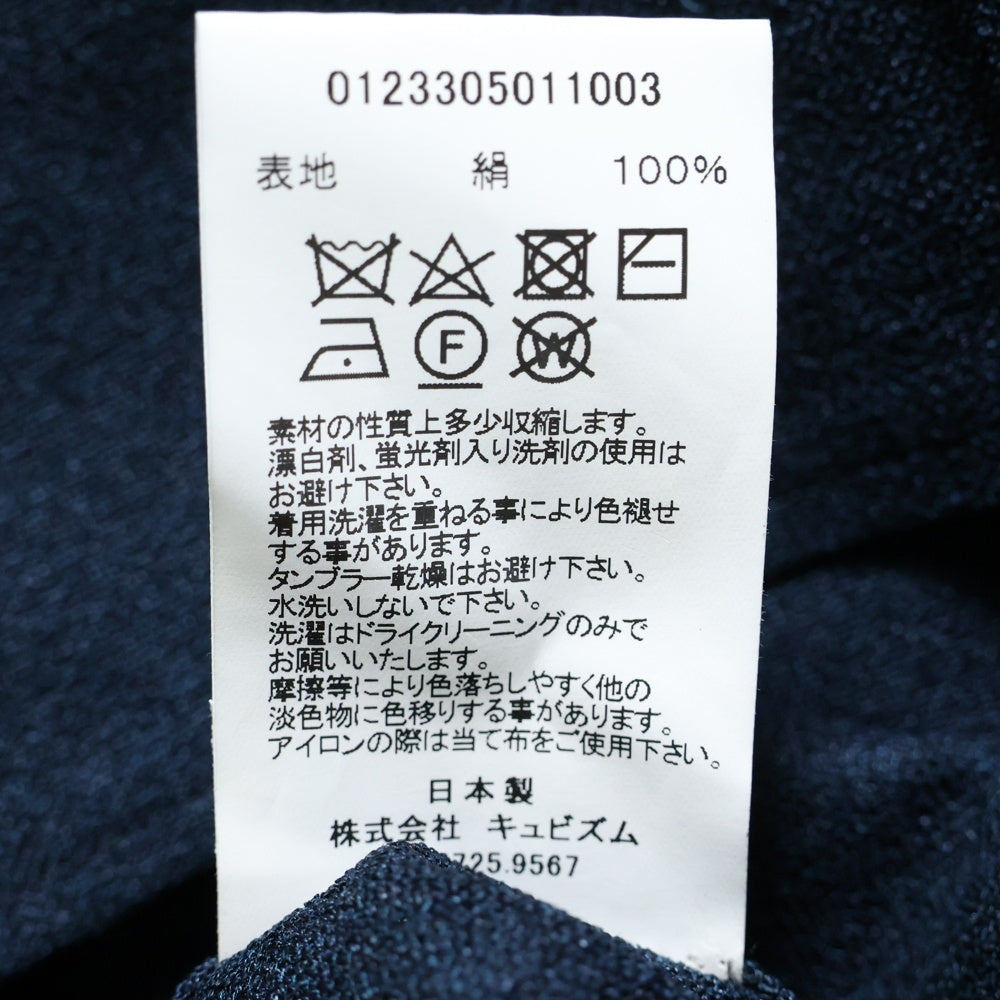 0123305011003
表地 絹 100%
F W
素材の性質上多少収縮します。
漂白剤、蛍光剤入り洗剤の使用は
お避け下さい。
着用洗濯を重ねる事により色褪せ
する事があります。
タンブラー乾燥はお避け下さい。
水洗いしないで下さい。
洗濯はドライクリーニングのみで
お願いいたします。
摩擦等により色落ちしやすく他の
淡色物に色移りする事があります。
アイロンの際は当て布をご使用下さい。
日本製
株式会社 キュビズム
725.9567